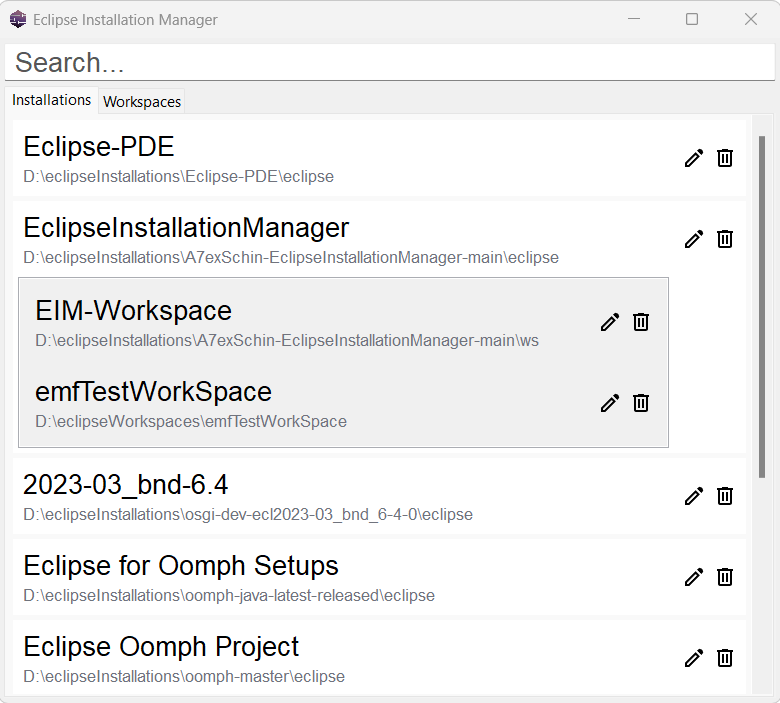 Eclipse Installation Manager
Search...
Installations
Workspaces
Eclipse-PDE
D:\eclipseInstallations\Eclipse-PDE\eclipse
EclipseInstallationManager
D:\eclipseInstallations\A7exSchin-EclipseInstallationManager-main\eclipse
EIM-Workspace
D:\eclipseInstallations\A7exSchin-EclipseInstallationManager-main\ws
emfTestWorkSpace
D:\eclipseWorkspaces\emfTestWorkSpace
2023-03_bnd-6.4
D:\eclipseInstallations\osgi-dev-ecl2023-03_bnd_6-4-0\eclipse
Eclipse for Oomph Setups
D:\eclipseInstallations\oomph-java-latest-released\eclipse
Eclipse Oomph Project
D:\eclipseInstallations\oomph-master\eclipse